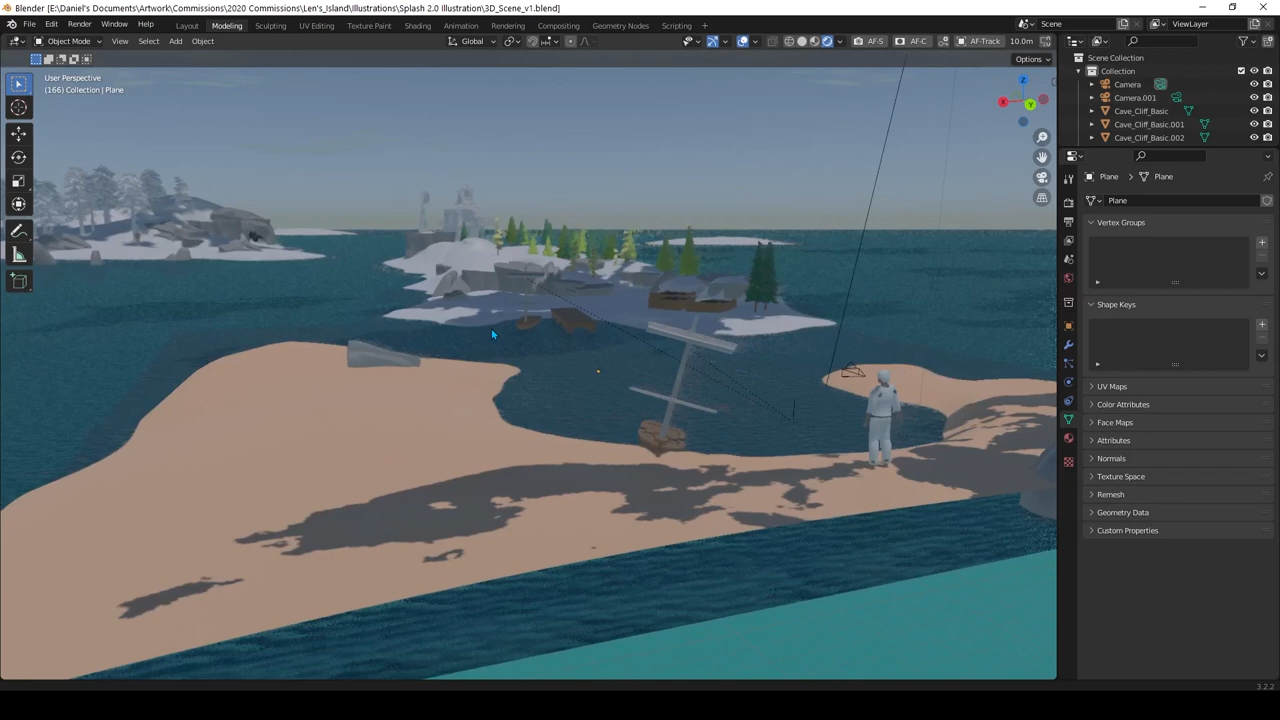 Blender [E:\Daniel's Documents\Artwork\Commissions\2020 Commissions\Len's_Island\Illustrations\Splash 2.0 Illustration\3D_Scene_v1.blend]
File Edit Render Window Help Layout Modeling Sculpting UV Editing Texture Paint Shading Animation Rendering Compositing Geometry Nodes Scripting Scene ViewLayer
Object Mode View Select Add Object Global AF-S AF-C AF-Track 10.0m
Options
Scene Collection
Collection
Camera
Camera.001
Cave_Cliff_Basic
Cave_Cliff_Basic.001
Cave_Cliff_Basic.002
User Perspective
(166) Collection | Plane
X Y Z
Plane Plane
Plane
Vertex Groups
Shape Keys
UV Maps
Color Attributes
Face Maps
Attributes
Normals
Texture Space
Remesh
Geometry Data
Custom Properties
3.2.2